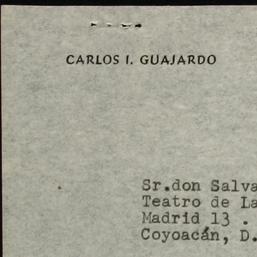 CARLOS I. GUAJARDO
Sr.don Salva
Teatro de La
Madrid 13 .
Coyoacán, D.